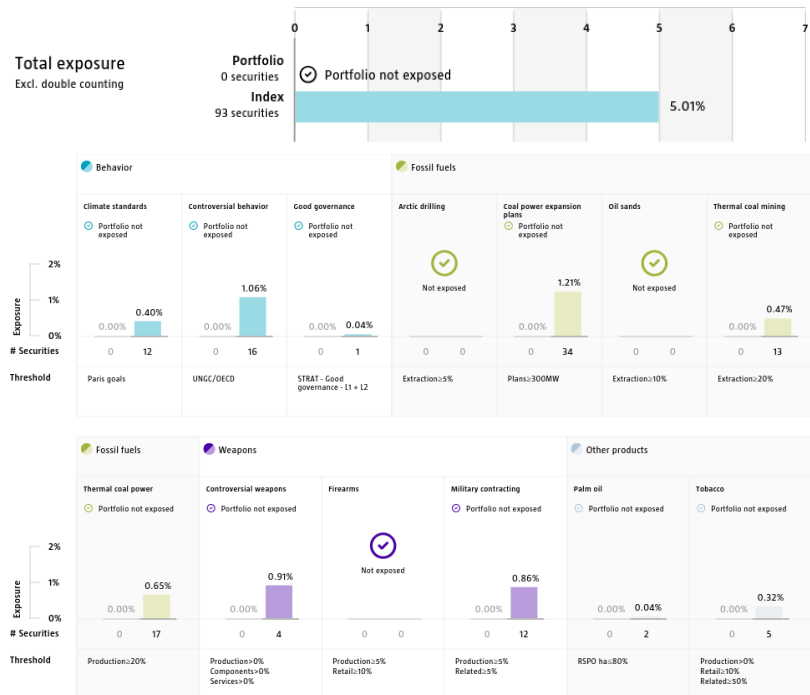 0 1 2 3 4 5 6 7
Total exposure
Excl. double counting
Portfolio
0 securities
Portfolio not exposed
Index
93 securities
5.01%
Behavior
Fossil fuels
Climate standards
Controversial behavior
Good governance
Arctic drilling
Coal power expansion
plans
Oil sands
Thermal coal mining
Portfolio not
exposed
Portfolio not
exposed
Portfolio not
exposed
Not exposed
Portfolio not
exposed
Not exposed
Portfolio not
exposed
Exposure
2%
1%
0%
0.00% 0.40%
0.00% 1.06%
0.00% 0.04%
0.00% 1.21%
0.00% 0.47%
# Securities 0 12 0 16 0 1 0 0 0 34 0 0 0 13
Threshold
Paris goals
UNGC/OECD
STRAT - Good
governance - L1 + L2
Extraction≥5%
Plans≥300MW
Extraction≥10%
Extraction≥20%
Fossil fuels
Weapons
Other products
Thermal coal power
Controversial weapons
Firearms
Military contracting
Palm oil
Tobacco
Portfolio not exposed
Portfolio not exposed
Not exposed
Portfolio not exposed
Portfolio not exposed
Portfolio not exposed
Exposure
2%
1%
0%
0.00% 0.65%
0.00% 0.91%
0.00% 0.86%
0.00% 0.04%
0.00% 0.32%
# Securities 0 17 0 4 0 0 0 12 0 2 0 5
Threshold
Production≥20%
Production>0%
Components>0%
Services>0%
Production≥5%
Retail≥10%
Production≥5%
Related≥5%
RSPO ha≤80%
Production>0%
Retail≥10%
Related≥50%